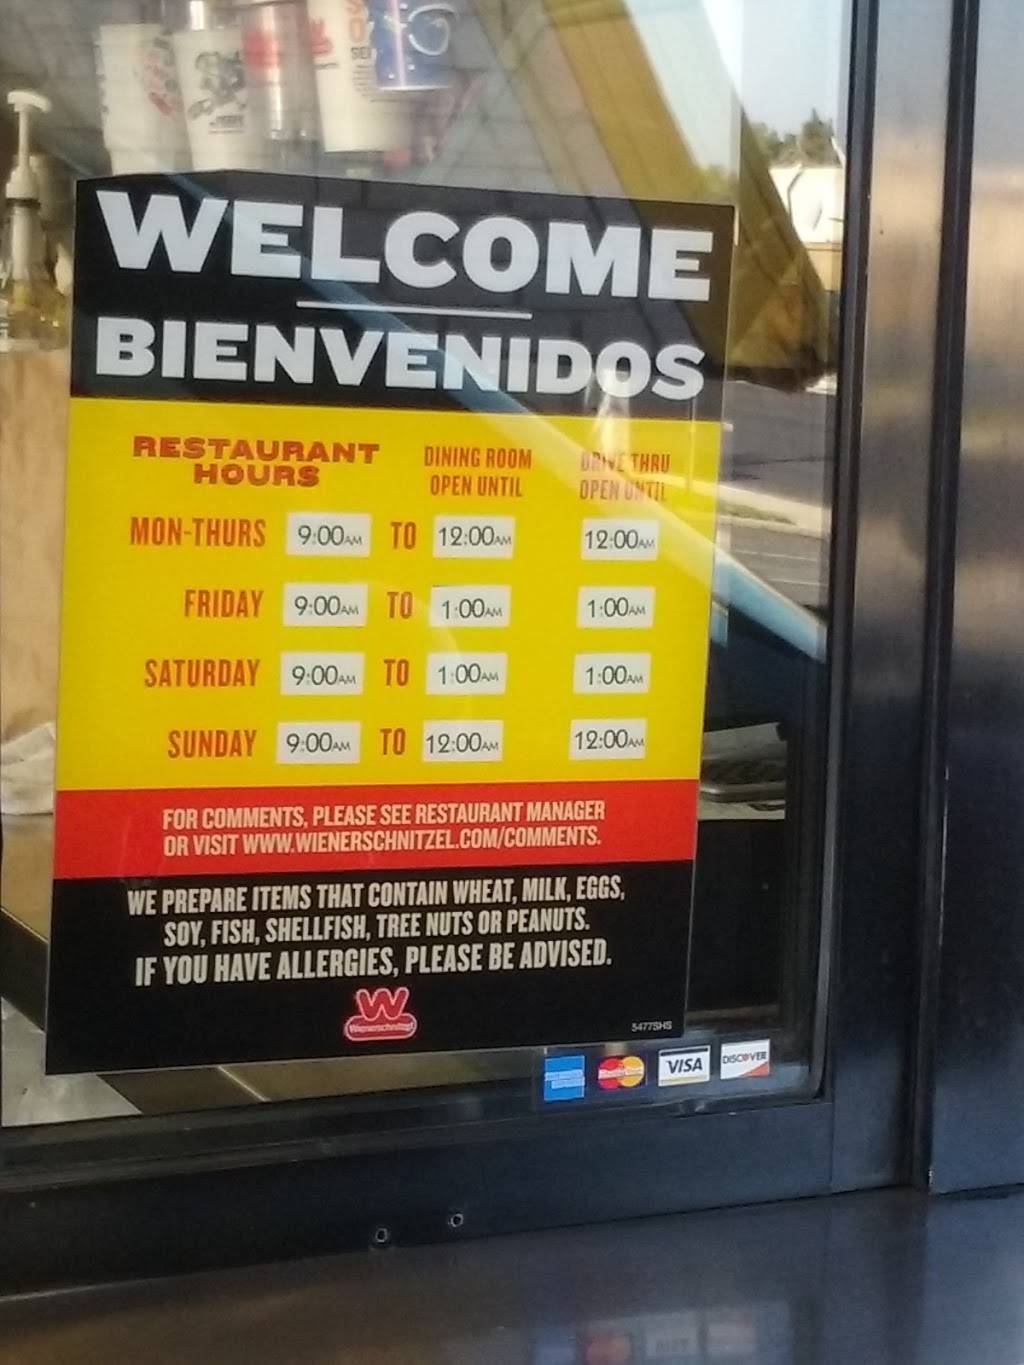 WELCOME
BIENVENIDOS
RESTAURANT HOURS
DINING ROOM OPEN UNTIL
DRIVE THRU OPEN UNTIL
MON-THURS 9:00AM TO 12:00AM 12:00AM
FRIDAY 9:00AM TO 1:00AM 1:00AM
SATURDAY 9:00AM TO 1:00AM 1:00AM
SUNDAY 9:00AM TO 12:00AM 12:00AM
FOR COMMENTS, PLEASE SEE RESTAURANT MANAGER
OR VISIT WWW.WIENERSCHNITZEL.COM/COMMENTS.
WE PREPARE ITEMS THAT CONTAIN WHEAT, MILK, EGGS,
SOY, FISH, SHELLFISH, TREE NUTS OR PEANUTS.
IF YOU HAVE ALLERGIES, PLEASE BE ADVISED.
W
Wienerschnitzel
5477SHS
MasterCard VISA DISCOVER